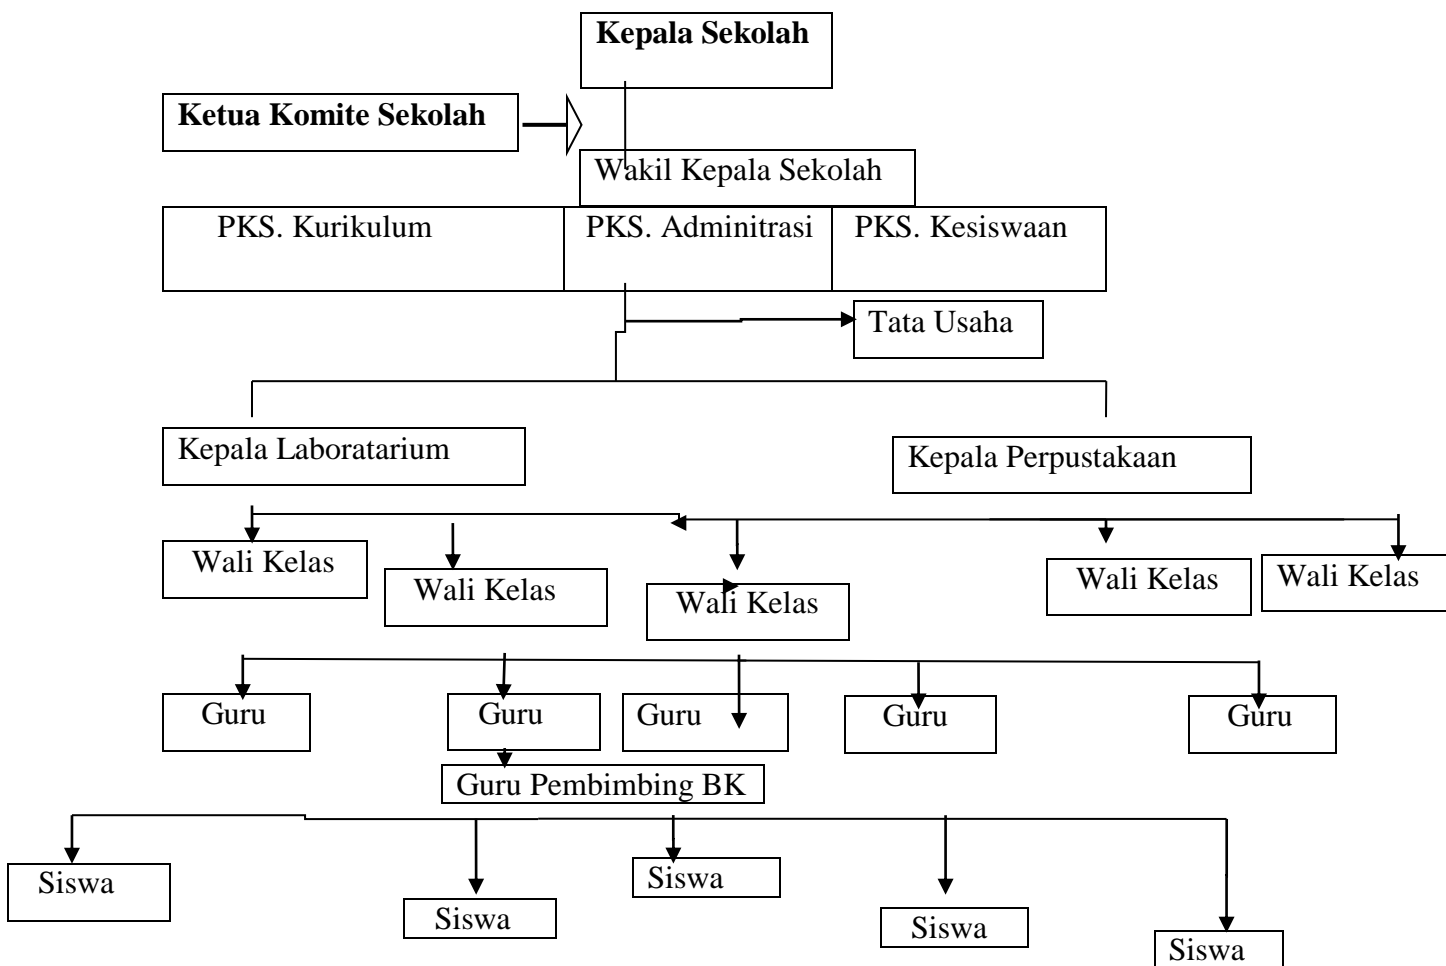 Kepala Sekolah
Ketua Komite Sekolah
Wakil Kepala Sekolah
PKS. Kurikulum
PKS. Adminitrasi
PKS. Kesiswaan
Tata Usaha
Kepala Laboratarium
Kepala Perpustakaan
Wali Kelas
Wali Kelas
Wali Kelas
Wali Kelas
Wali Kelas
Guru
Guru
Guru
Guru
Guru
Guru Pembimbing BK
Siswa
Siswa
Siswa
Siswa
Siswa